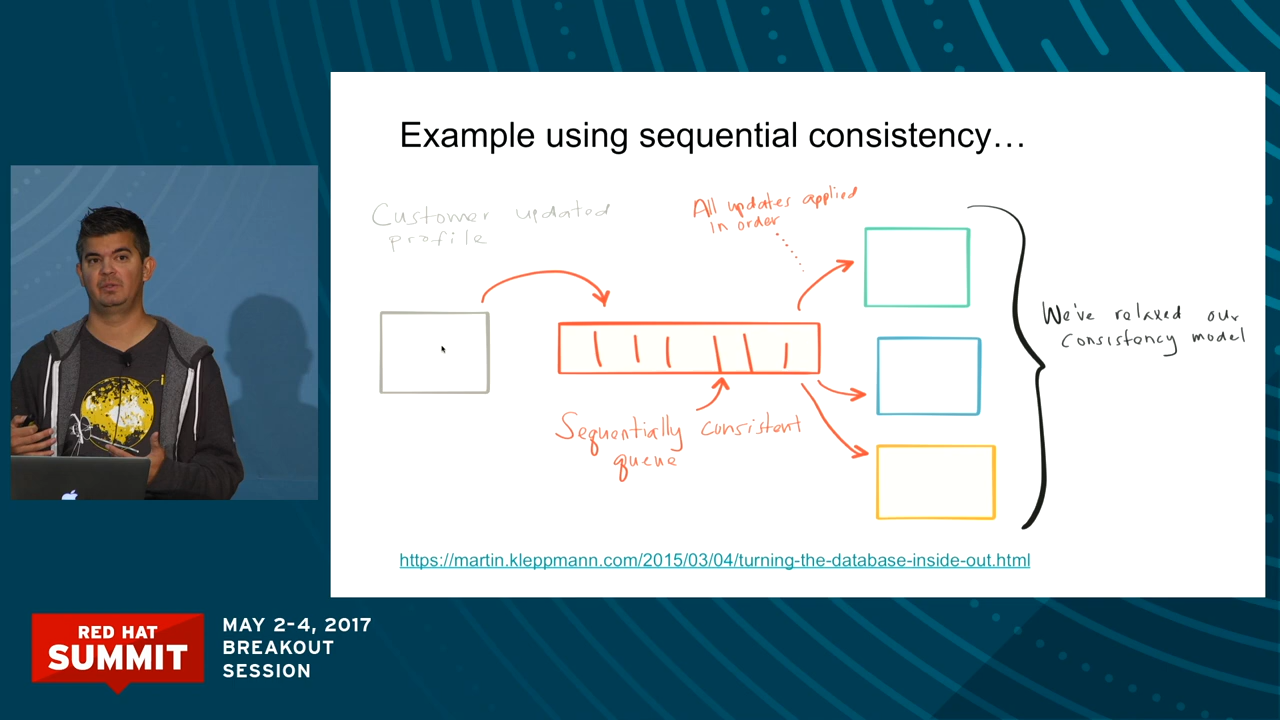 Example using sequential consistency…
Customer updated
profile
All updates applied
in order
We've relaxed our
consistency model
Sequentially consistent
queue
https://martin.kleppmann.com/2015/03/04/turning-the-database-inside-out.html
RED HAT
SUMMIT
MAY 2-4, 2017
BREAKOUT
SESSION